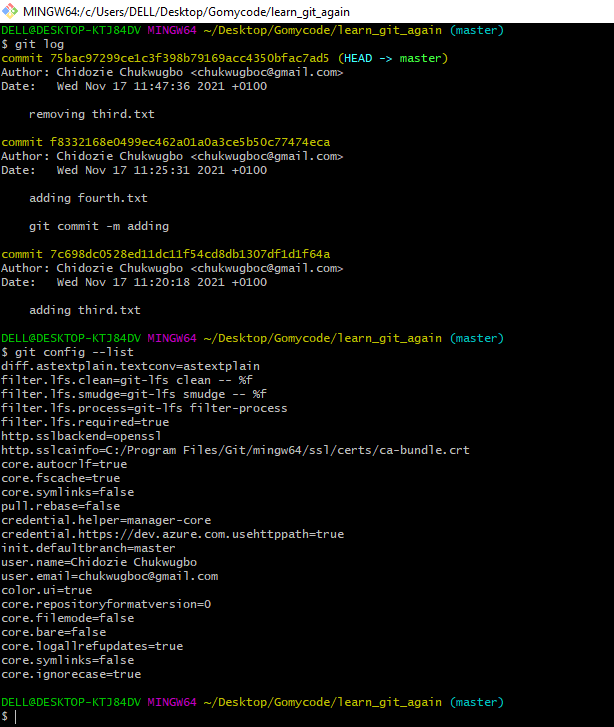 MINGW64:/c/Users/DELL/Desktop/Gomycode/learn_git_again
DELL@DESKTOP-KTJ84DV MINGW64 ~/Desktop/Gomycode/learn_git_again (master)
$ git log
commit 75bac97299ce1c3f398b79169acc4350bfac7ad5 (HEAD -> master)
Author: Chidozie Chukwugbo <chukwugboc@gmail.com>
Date:   Wed Nov 17 11:47:36 2021 +0100

    removing third.txt

commit f8332168e0499ec462a01a0a3ce5b50c77474eca
Author: Chidozie Chukwugbo <chukwugboc@gmail.com>
Date:   Wed Nov 17 11:25:31 2021 +0100

    adding fourth.txt

    git commit -m adding

commit 7c698dc0528ed11dc11f54cd8db1307df1d1f64a
Author: Chidozie Chukwugbo <chukwugboc@gmail.com>
Date:   Wed Nov 17 11:20:18 2021 +0100

    adding third.txt

DELL@DESKTOP-KTJ84DV MINGW64 ~/Desktop/Gomycode/learn_git_again (master)
$ git config --list
diff.astextplain.textconv=astextplain
filter.lfs.clean=git-lfs clean -- %f
filter.lfs.smudge=git-lfs smudge -- %f
filter.lfs.process=git-lfs filter-process
filter.lfs.required=true
http.sslbackend=openssl
http.sslcainfo=C:/Program Files/Git/mingw64/ssl/certs/ca-bundle.crt
core.autocrlf=true
core.fscache=true
core.symlinks=false
pull.rebase=false
credential.helper=manager-core
credential.https://dev.azure.com.usehttppath=true
init.defaultbranch=master
user.name=Chidozie Chukwugbo
user.email=chukwugboc@gmail.com
color.ui=true
core.repositoryformatversion=0
core.filemode=false
core.bare=false
core.logallrefupdates=true
core.symlinks=false
core.ignorecase=true

DELL@DESKTOP-KTJ84DV MINGW64 ~/Desktop/Gomycode/learn_git_again (master)
$